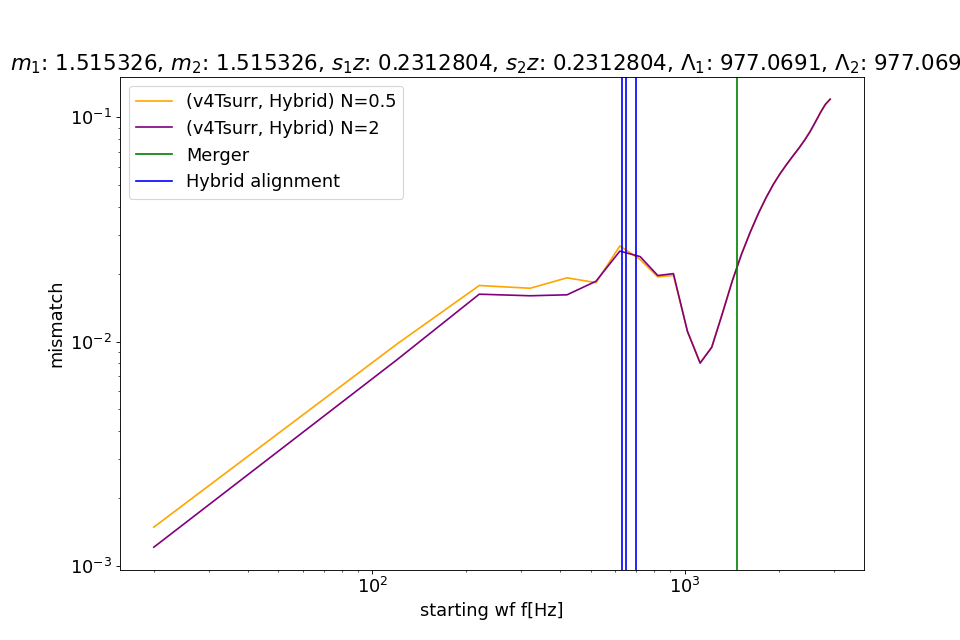 m₁: 1.515326, m₂: 1.515326, s₁z: 0.2312804, s₂z: 0.2312804, Λ₁: 977.0691, Λ₂: 977.069
(v4Tsurr, Hybrid) N=0.5
(v4Tsurr, Hybrid) N=2
Merger
Hybrid alignment
10⁻¹
10⁻²
10⁻³
mismatch
10² 10³
starting wf f[Hz]